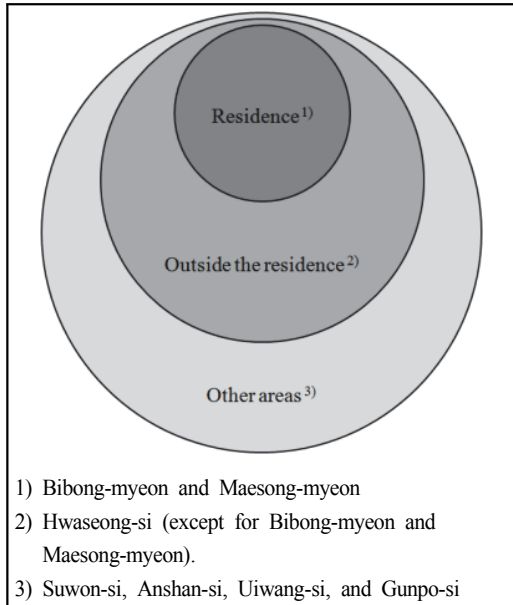 Residence 1)
Outside the residence 2)
Other areas 3)
1) Bibong-myeon and Maesong-myeon
2) Hwaseong-si (except for Bibong-myeon and
Maesong-myeon).
3) Suwon-si, Anshan-si, Uiwang-si, and Gunpo-si